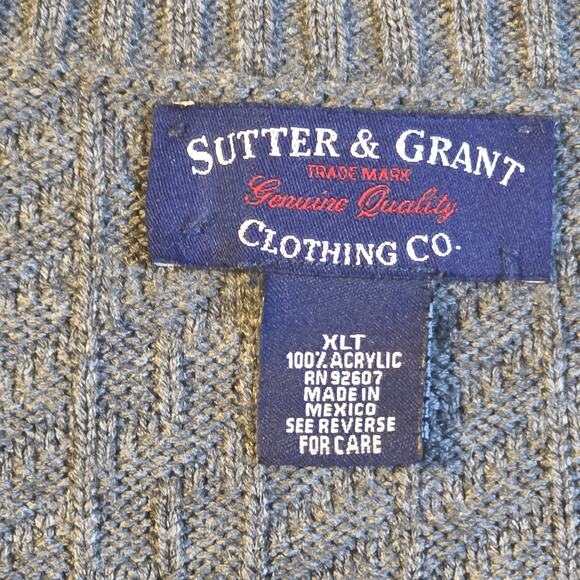 SUTTER & GRANT
TRADE MARK
Genuine Quality
CLOTHING CO.
XLT
100% ACRYLIC
RN 92607
MADE IN
MEXICO
SEE REVERSE
FOR CARE